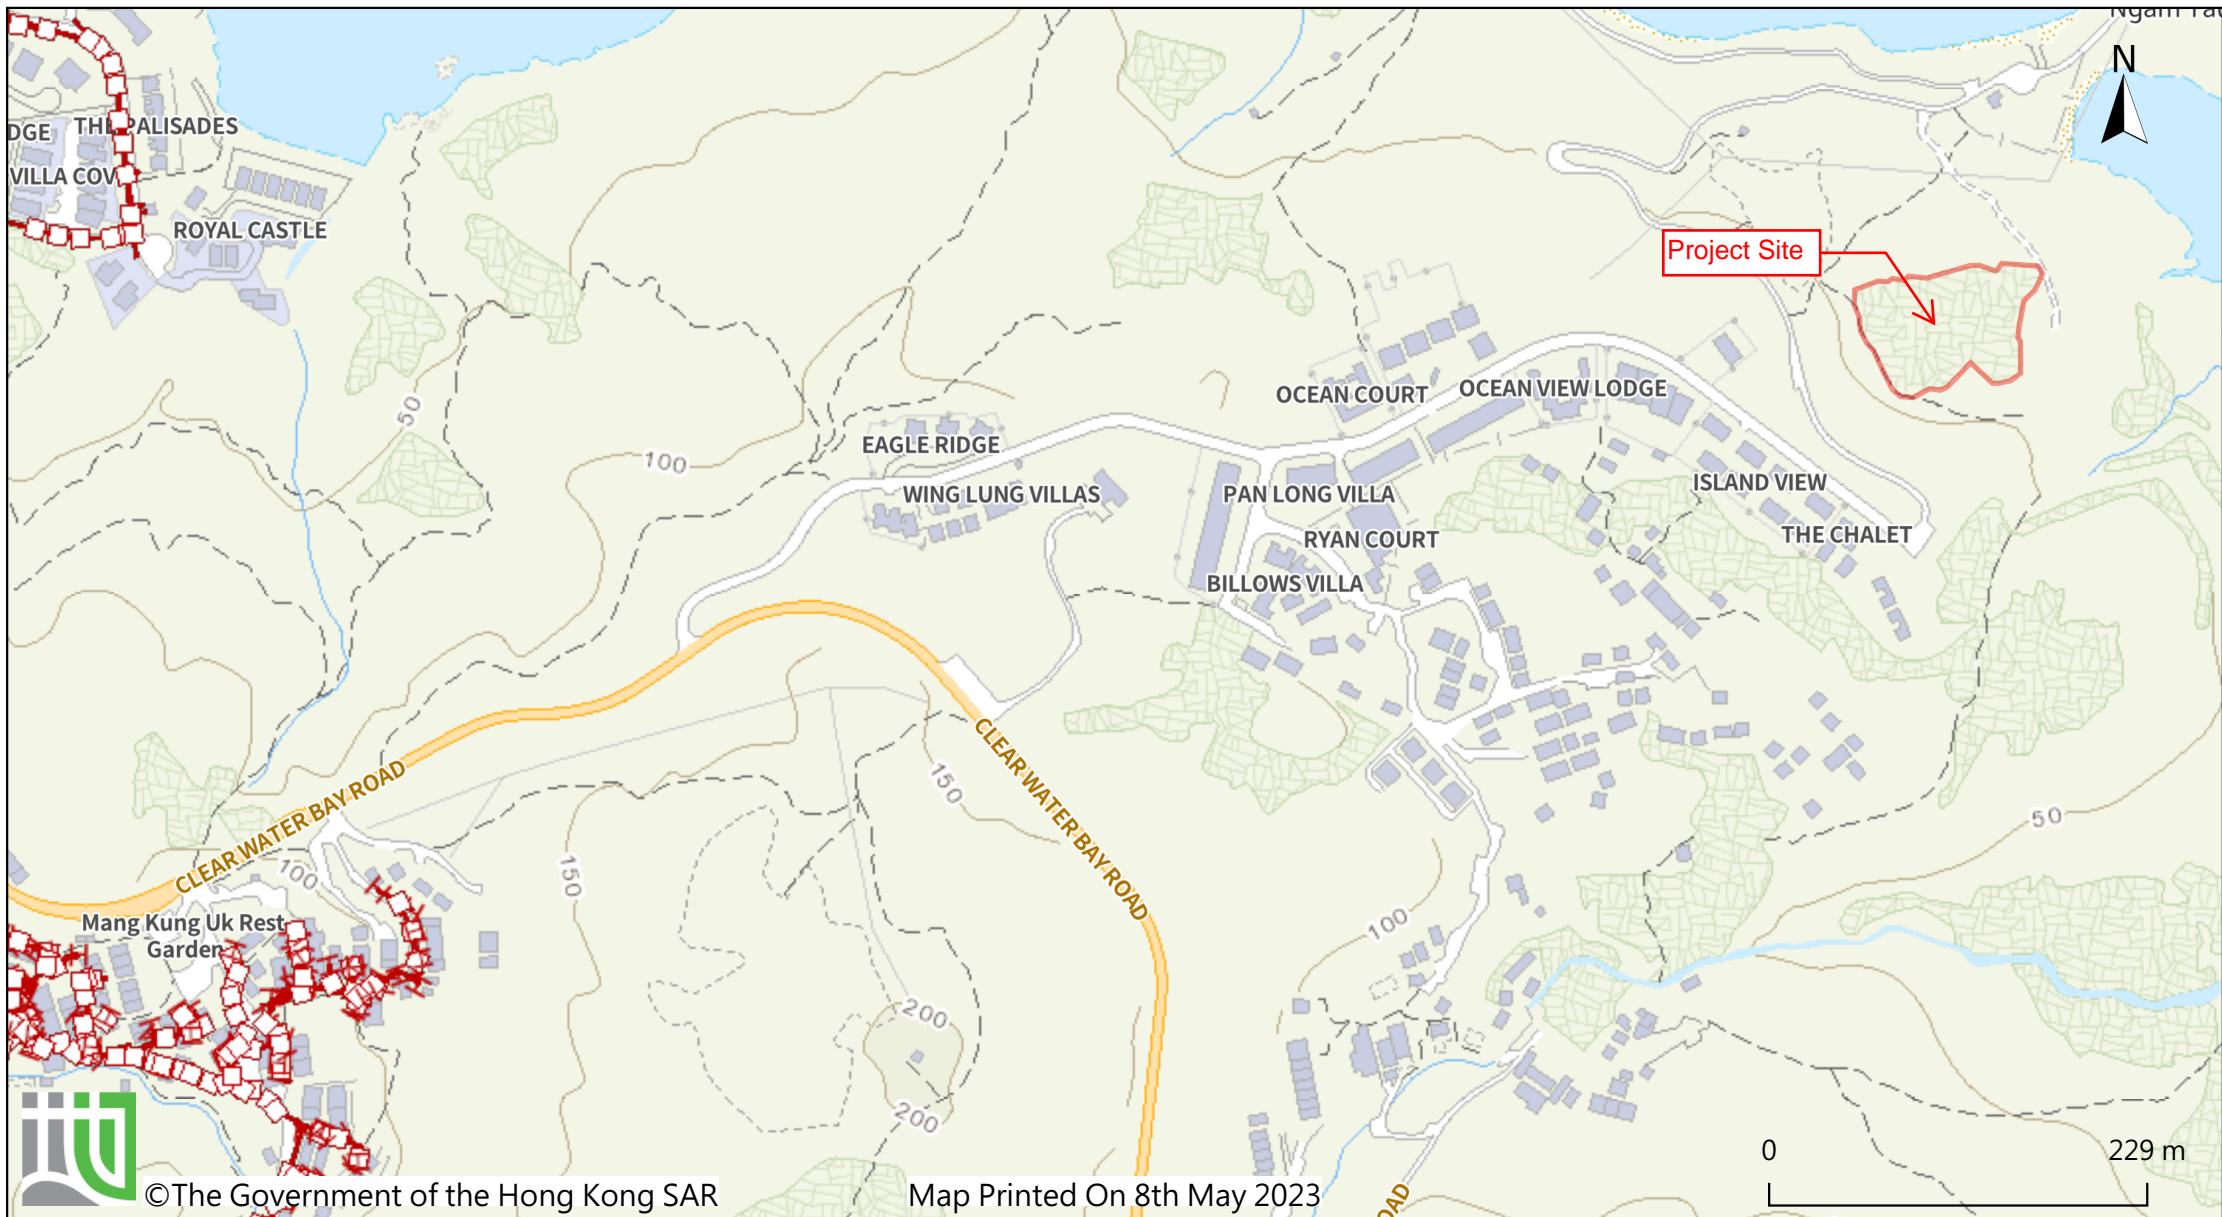 Ngam Tau
N
DGE
THE PALISADES
VILLA COV
ROYAL CASTLE
Project Site
50
OCEAN COURT
OCEAN VIEW LODGE
EAGLE RIDGE
100
WING LUNG VILLAS
PAN LONG VILLA
ISLAND VIEW
RYAN COURT
THE CHALET
BILLOWS VILLA
CLEAR WATER BAY ROAD
150
CLEAR WATER BAY ROAD
50
100
150
Mang Kung Uk Rest
Garden
100
200
200
0
229 m
©The Government of the Hong Kong SAR
Map Printed On 8th May 2023
OAD